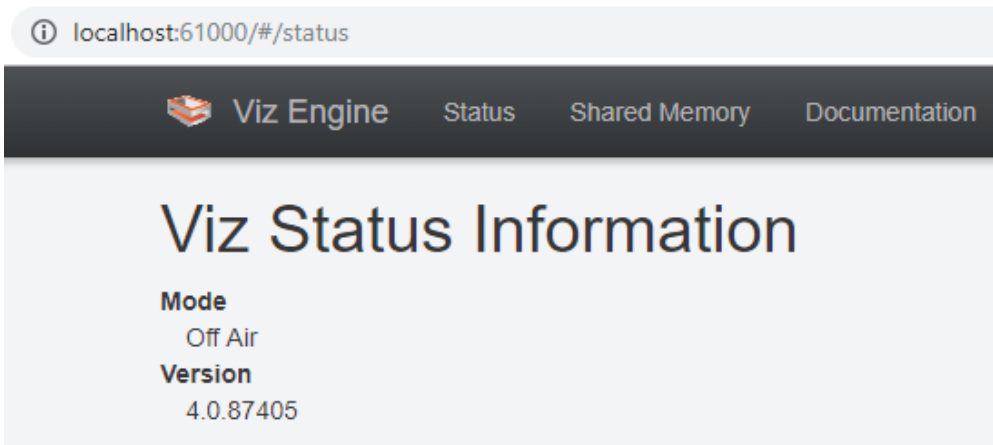 localhost:61000/#/status
Viz Engine Status Shared Memory Documentation
Viz Status Information
Mode
Off Air
Version
4.0.87405